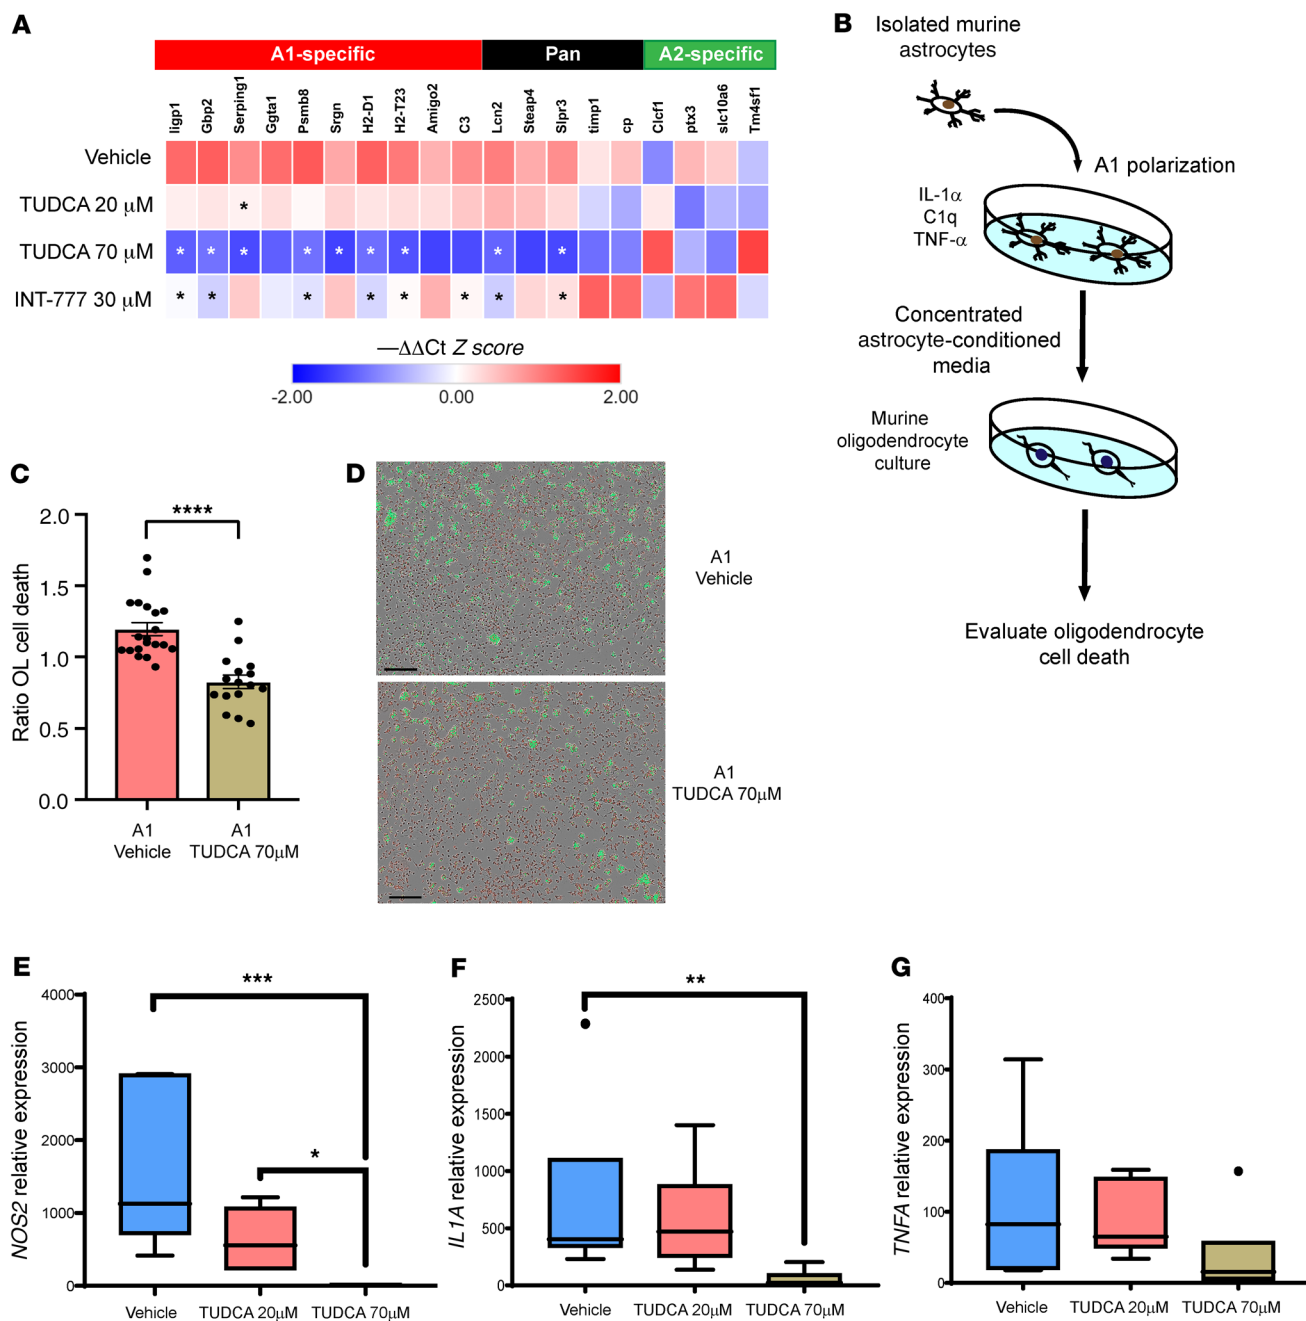 A
A1-specific
Pan
A2-specific
Iigp1
Gbp2
Serping1
Ggta1
Psmb8
Srgn
H2-D1
H2-T23
Amigo2
C3
Lcn2
Steap4
Slpr3
timp1
cp
Clcf1
ptx3
slc10a6
Tm4sf1
Vehicle
TUDCA 20 μM
*
TUDCA 70 μM
* * * * * * * * *
INT-777 30 μM
* * * * * * * *
—ΔΔCt Z score
-2.00
0.00
2.00
B
Isolated murine
astrocytes
A1 polarization
IL-1α
C1q
TNF-α
Concentrated
astrocyte-conditioned
media
Murine
oligodendrocyte
culture
Evaluate oligodendrocyte
cell death
C
****
Ratio OL cell death
2.0
1.5
1.0
0.5
0.0
A1
Vehicle
A1
TUDCA 70μM
D
A1
Vehicle
A1
TUDCA 70μM
E
***
*
NOS2 relative expression
4000
3000
2000
1000
0
Vehicle
TUDCA 20μM
TUDCA 70μM
F
**
IL1A relative expression
2500
2000
1500
1000
500
0
Vehicle
TUDCA 20μM
TUDCA 70μM
G
TNFA relative expression
400
300
200
100
0
Vehicle
TUDCA 20μM
TUDCA 70μM